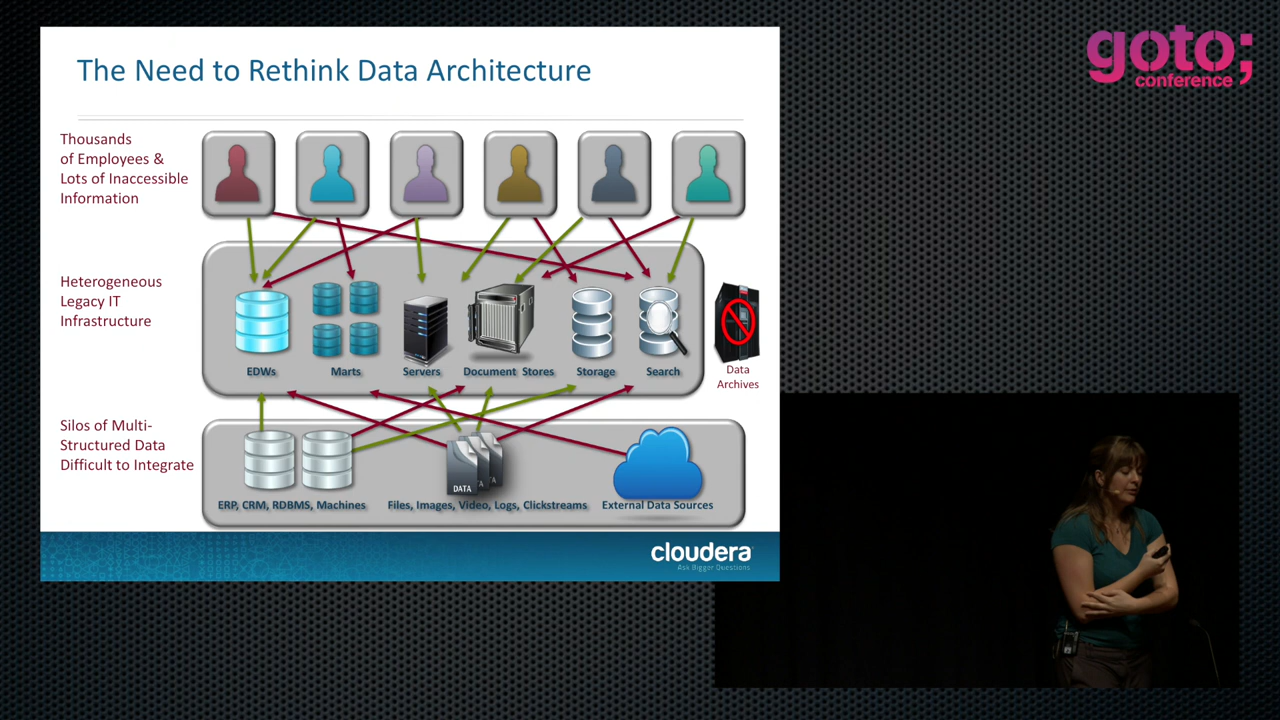 goto;
conference
The Need to Rethink Data Architecture
Thousands
of Employees &
Lots of Inaccessible
Information
Heterogeneous
Legacy IT
Infrastructure
EDWs
Marts
Servers
Document Stores
Storage
Search
Data
Archives
Silos of Multi-
Structured Data
Difficult to Integrate
DATA
ERP, CRM, RDBMS, Machines
Files, Images, Video, Logs, Clickstreams
External Data Sources
cloudera
Ask Bigger Questions